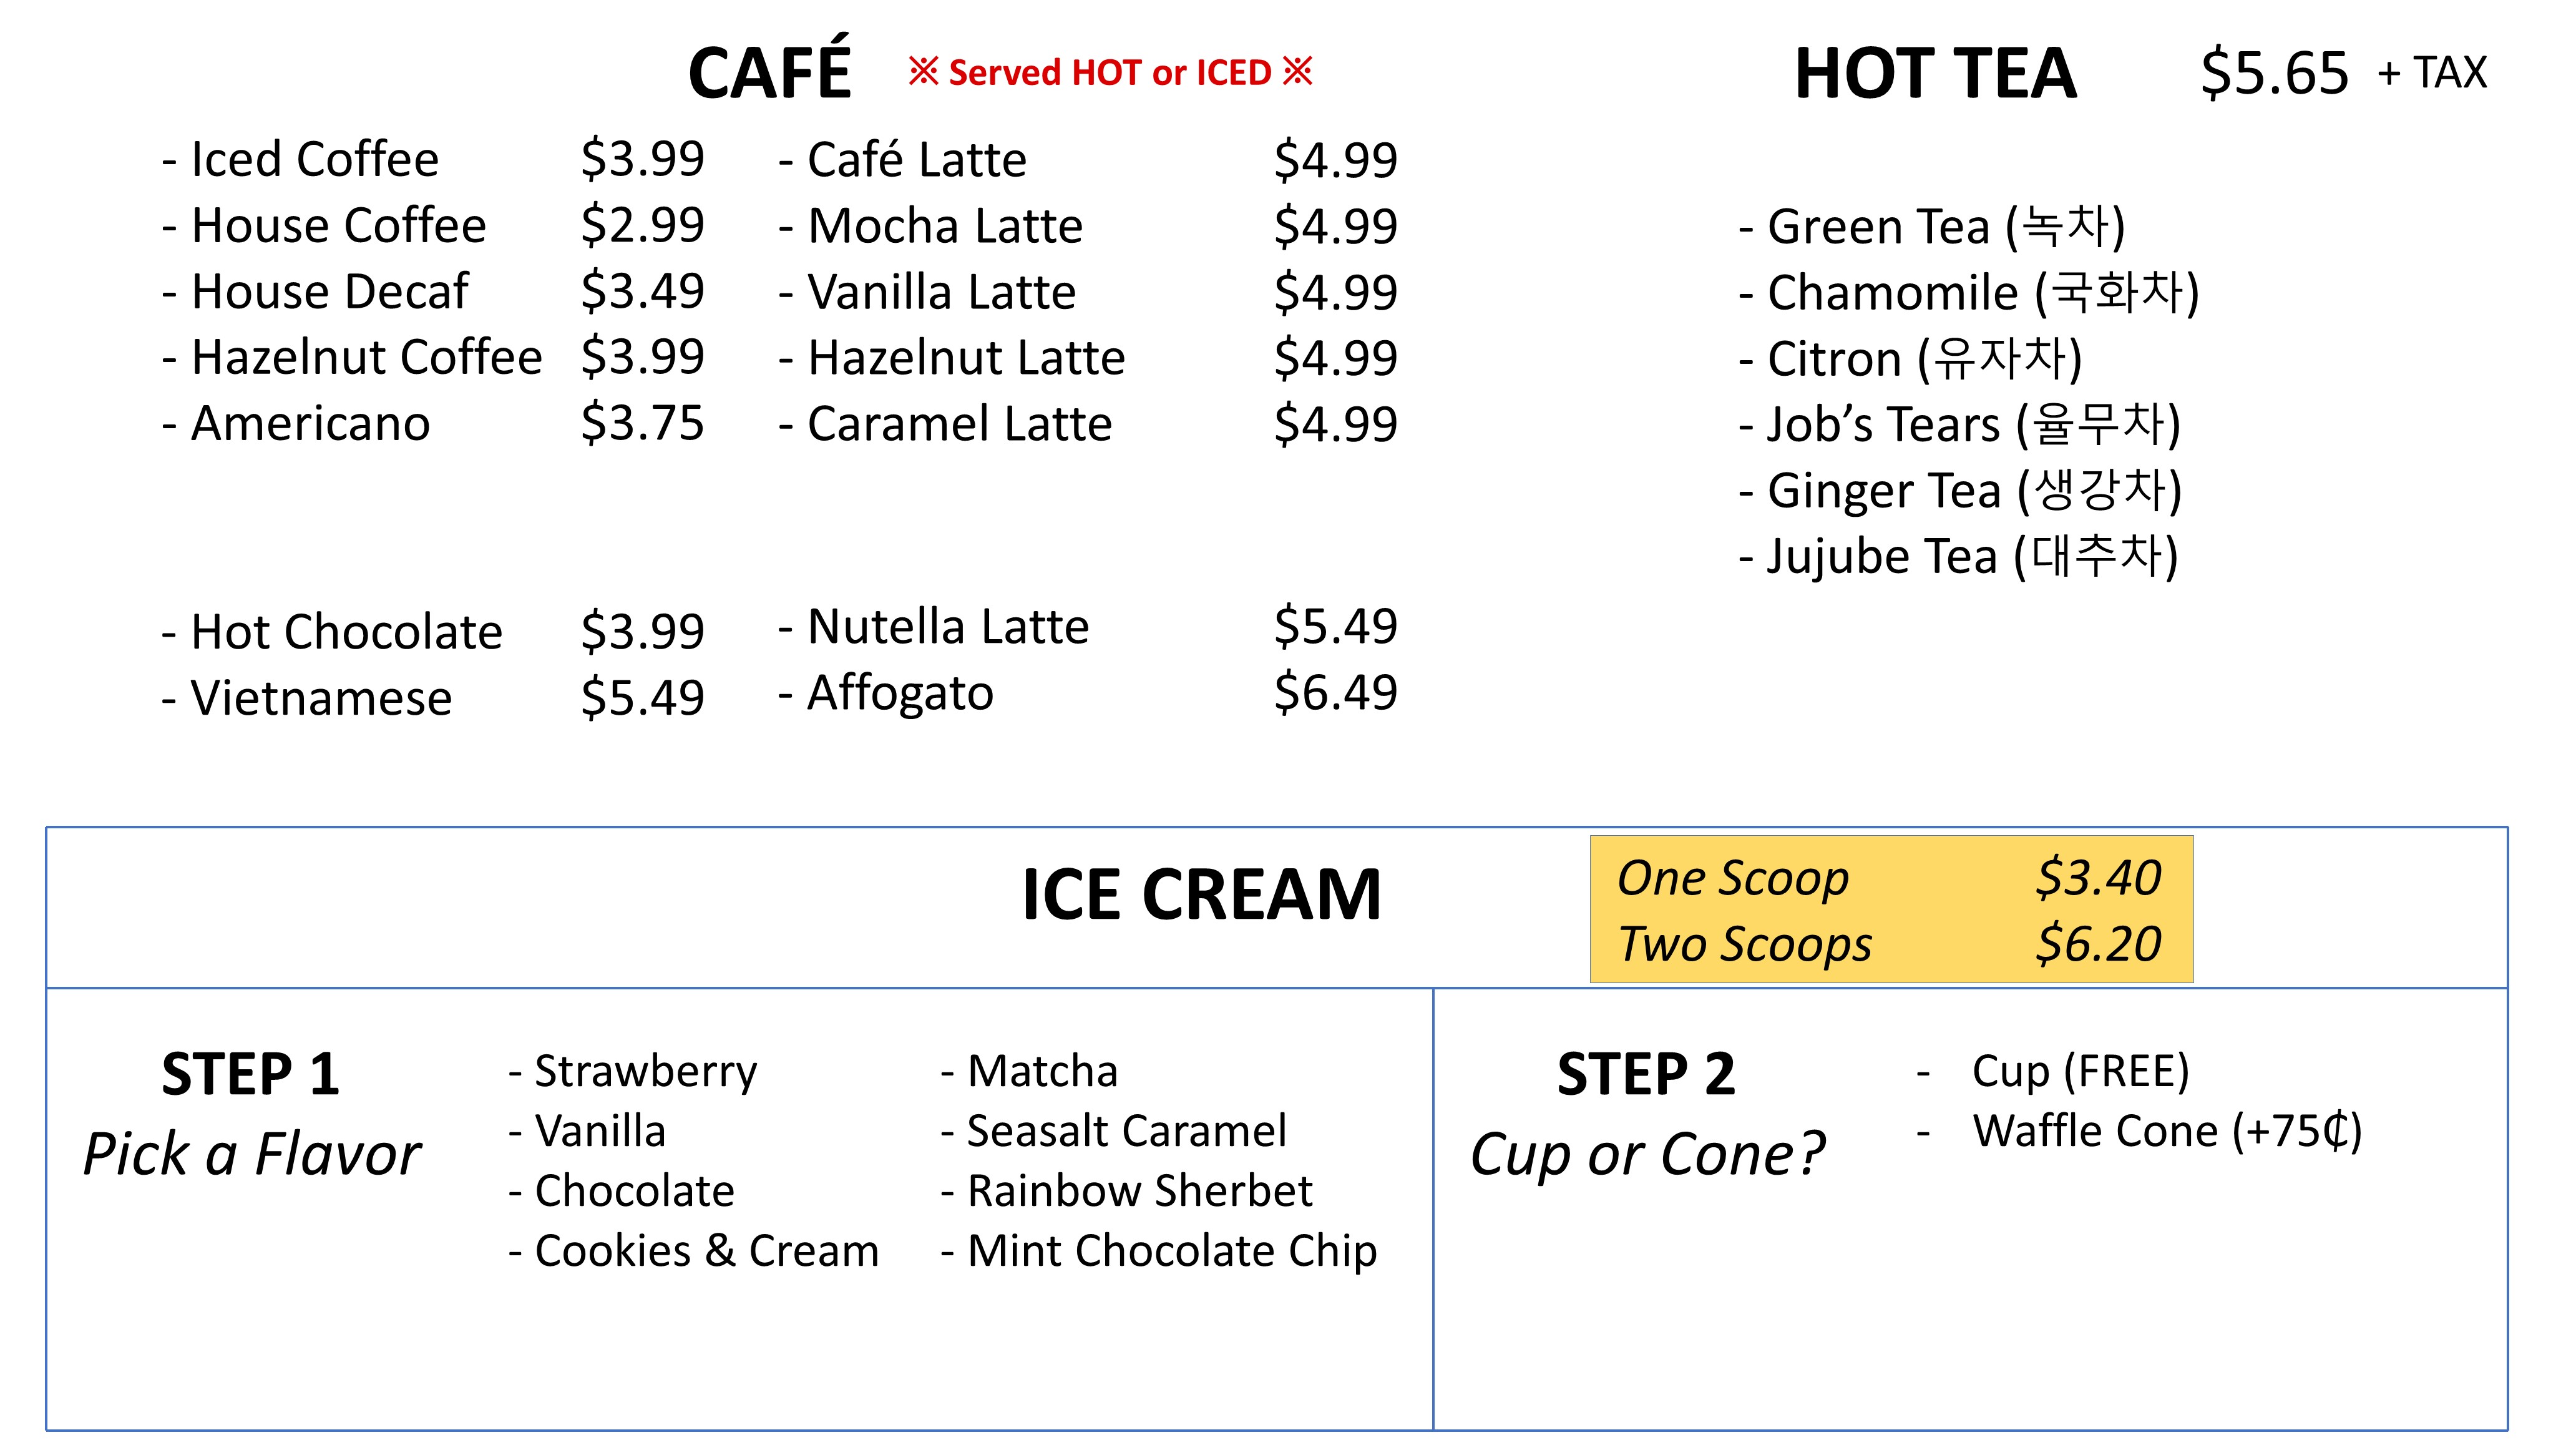 CAFÉ ※ Served HOT or ICED ※
- Iced Coffee $3.99
- House Coffee $2.99
- House Decaf $3.49
- Hazelnut Coffee $3.99
- Americano $3.75
- Hot Chocolate $3.99
- Vietnamese $5.49
- Café Latte $4.99
- Mocha Latte $4.99
- Vanilla Latte $4.99
- Hazelnut Latte $4.99
- Caramel Latte $4.99
- Nutella Latte $5.49
- Affogato $6.49
HOT TEA $5.65 + TAX
- Green Tea (녹차)
- Chamomile (국화차)
- Citron (유자차)
- Job’s Tears (율무차)
- Ginger Tea (생강차)
- Jujube Tea (대추차)
ICE CREAM
One Scoop $3.40
Two Scoops $6.20
STEP 1
Pick a Flavor
- Strawberry
- Vanilla
- Chocolate
- Cookies & Cream
- Matcha
- Seasalt Caramel
- Rainbow Sherbet
- Mint Chocolate Chip
STEP 2
Cup or Cone?
- Cup (FREE)
- Waffle Cone (+75₵)